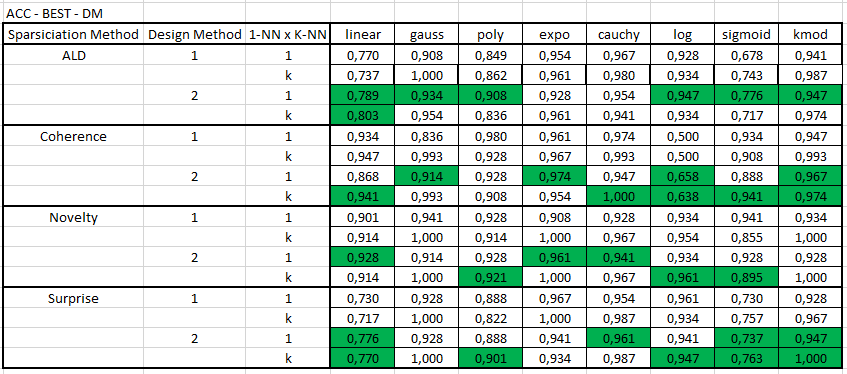 ACC - BEST - DM
Sparsiciation Method Design Method 1-NN x K-NN linear gauss poly expo cauchy log sigmoid kmod
ALD 1 1 0,770 0,908 0,849 0,954 0,967 0,928 0,678 0,941
k 0,737 1,000 0,862 0,961 0,980 0,934 0,743 0,987
2 1 0,789 0,934 0,908 0,928 0,954 0,947 0,776 0,947
k 0,803 0,954 0,836 0,961 0,941 0,934 0,717 0,974
Coherence 1 1 0,934 0,836 0,980 0,961 0,974 0,500 0,934 0,947
k 0,947 0,993 0,928 0,967 0,993 0,500 0,908 0,993
2 1 0,868 0,914 0,928 0,974 0,947 0,658 0,888 0,967
k 0,941 0,993 0,908 0,954 1,000 0,638 0,941 0,974
Novelty 1 1 0,901 0,941 0,928 0,908 0,928 0,934 0,941 0,934
k 0,914 1,000 0,914 1,000 0,967 0,954 0,855 1,000
2 1 0,928 0,914 0,928 0,961 0,941 0,934 0,928 0,928
k 0,914 1,000 0,921 1,000 0,967 0,961 0,895 1,000
Surprise 1 1 0,730 0,928 0,888 0,967 0,954 0,961 0,730 0,928
k 0,717 1,000 0,822 1,000 0,987 0,934 0,757 0,967
2 1 0,776 0,928 0,888 0,941 0,961 0,941 0,737 0,947
k 0,770 1,000 0,901 0,934 0,987 0,947 0,763 1,000